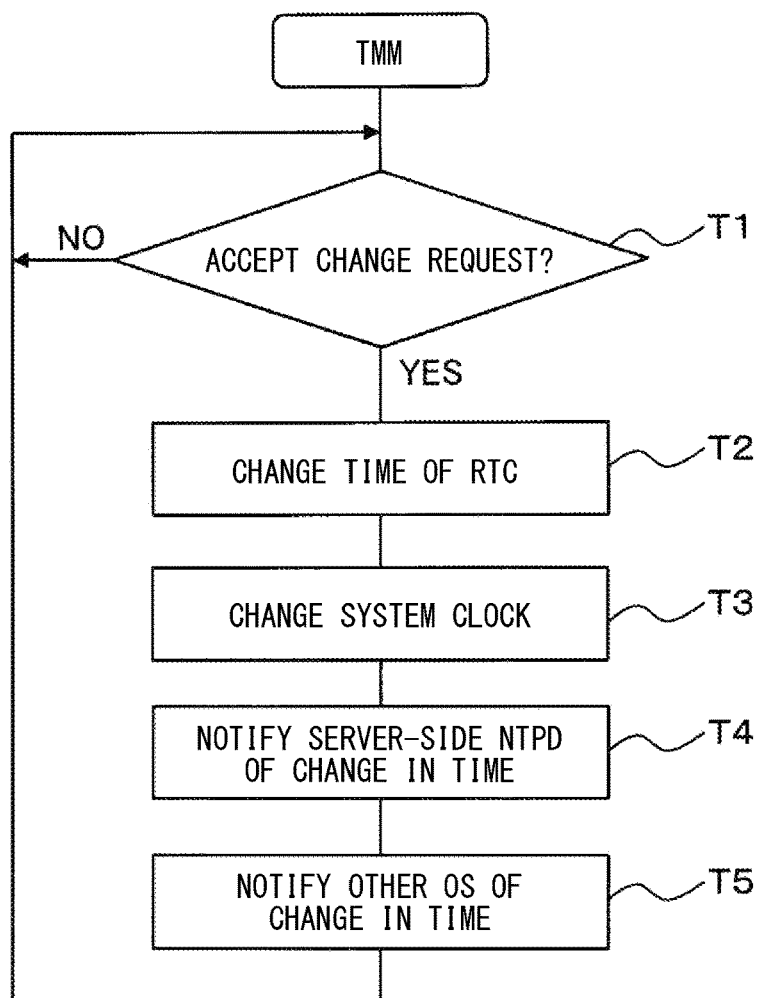 TMM
ACCEPT CHANGE REQUEST?
T1
NO
YES
CHANGE TIME OF RTC
T2
CHANGE SYSTEM CLOCK
T3
NOTIFY SERVER-SIDE NTPD
OF CHANGE IN TIME
T4
NOTIFY OTHER OS OF
CHANGE IN TIME
T5